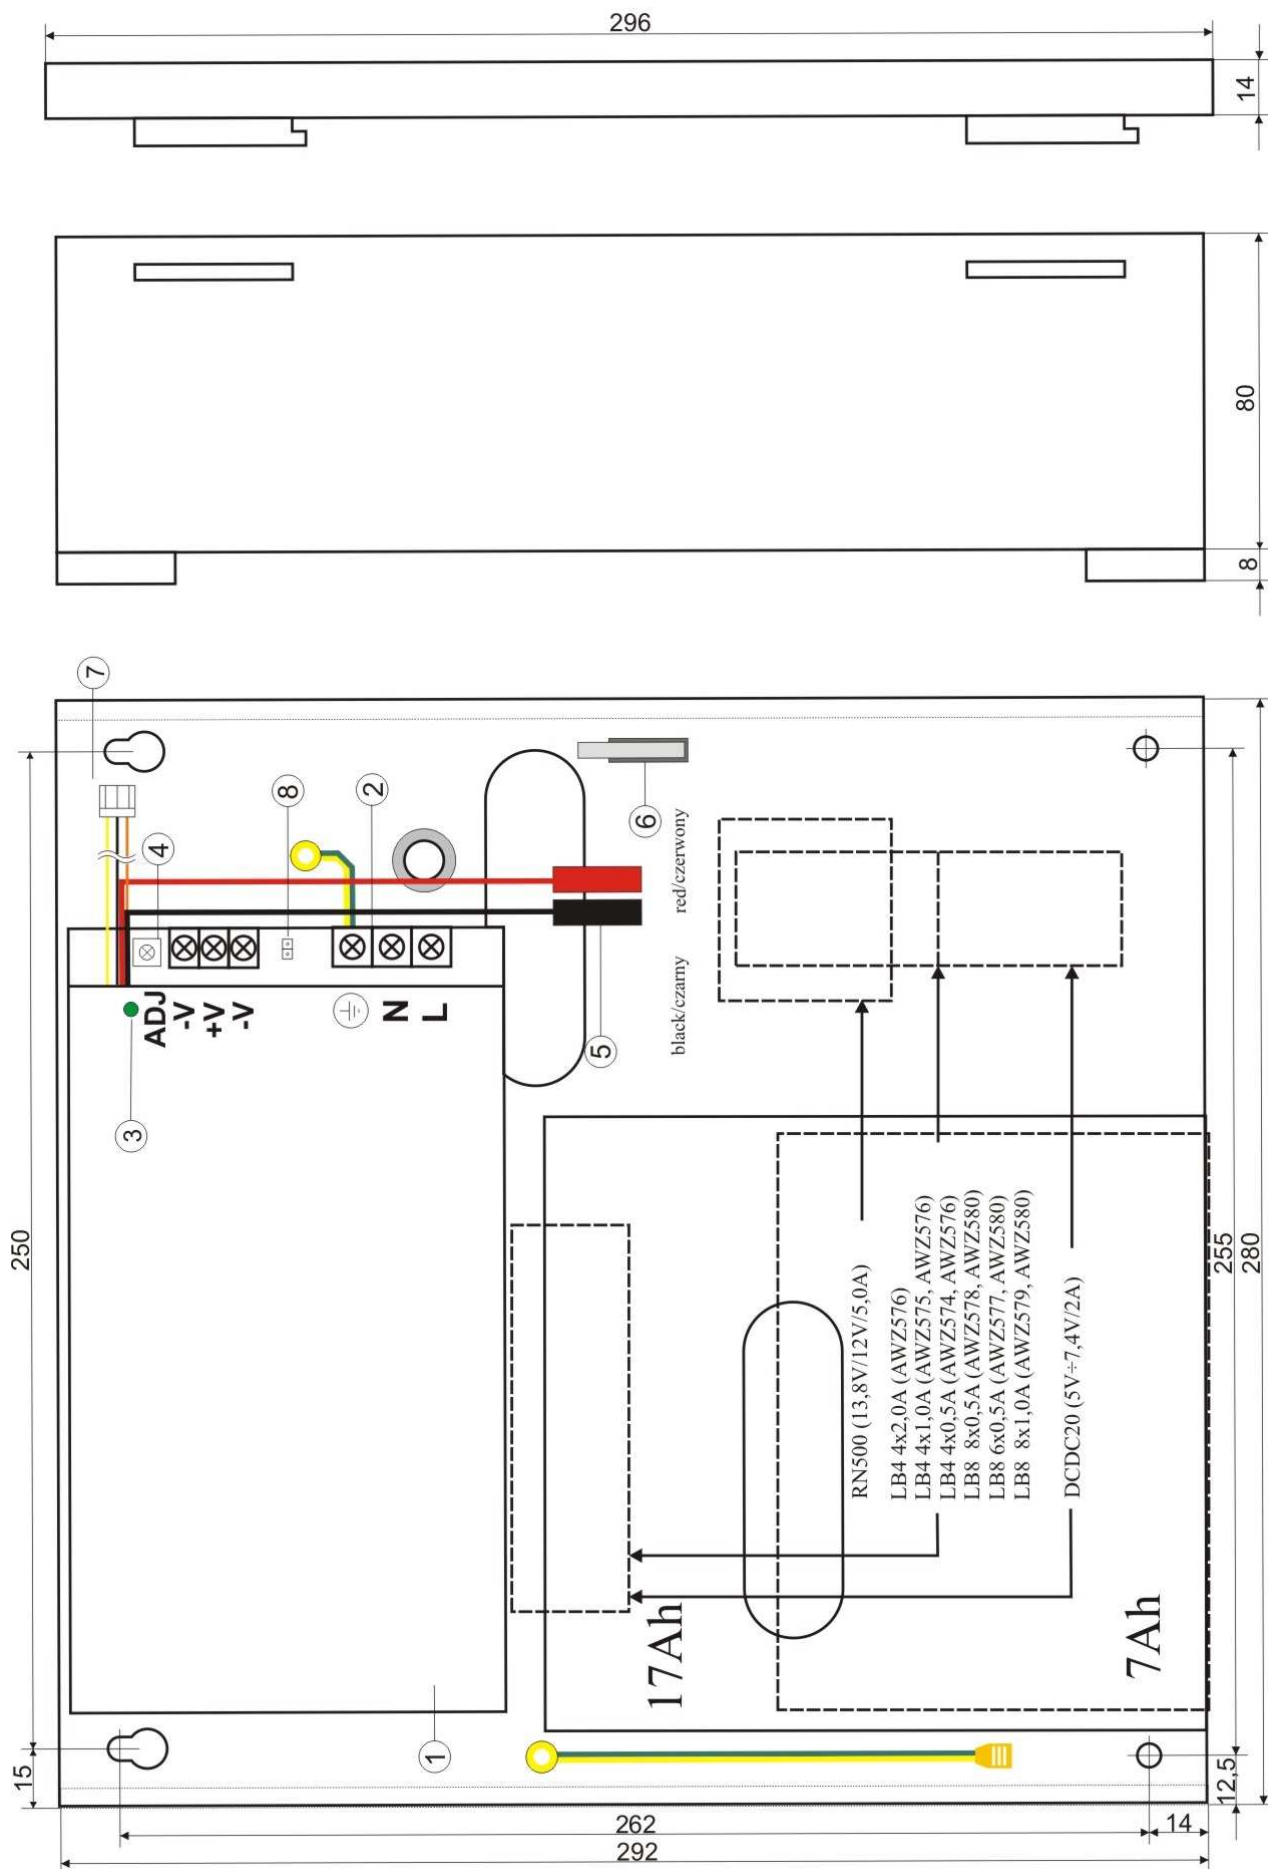 296
14
80
8
7
4
8
2
6
red/czerwony
black/czarny
5
3
ADJ
-V
+V
-V
N
L
250
15
255
280
12,5
RN500 (13,8V/12V/5,0A)
LB4 4x2,0A (AWZ576)
LB4 4x1,0A (AWZ575, AWZ576)
LB4 4x0,5A (AWZ574, AWZ576)
LB8 8x0,5A (AWZ578, AWZ580)
LB8 6x0,5A (AWZ577, AWZ580)
LB8 8x1,0A (AWZ579, AWZ580)
DCDC20 (5V÷7,4V/2A)
17Ah
7Ah
1
262
14
292